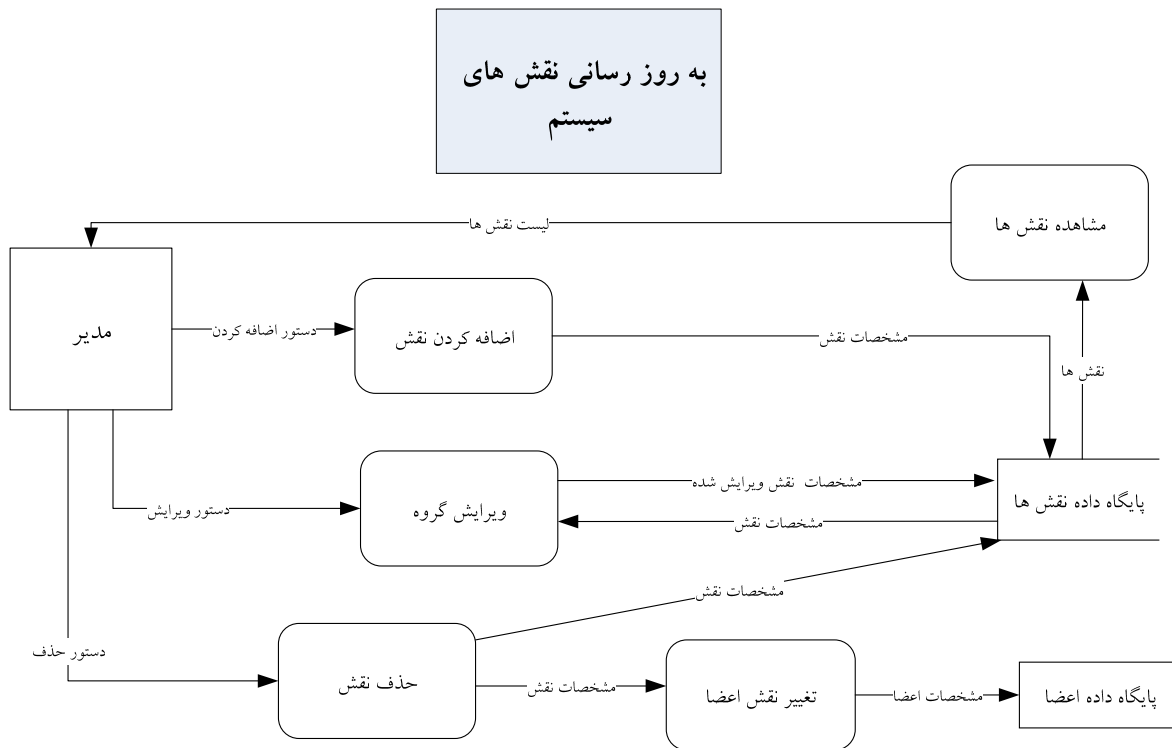 به روز رسانی نقش های
سیستم
مشاهده نقش ها
لیست نقش ها
مدیر
دستور اضافه کردن
اضافه کردن نقش
مشخصات نقش
نقش ها
دستور ویرایش
ویرایش گروه
مشخصات نقش ویرایش شده
مشخصات نقش
پایگاه داده نقش ها
مشخصات نقش
دستور حذف
حذف نقش
مشخصات نقش
تغییر نقش اعضا
مشخصات اعضا
پایگاه داده اعضا